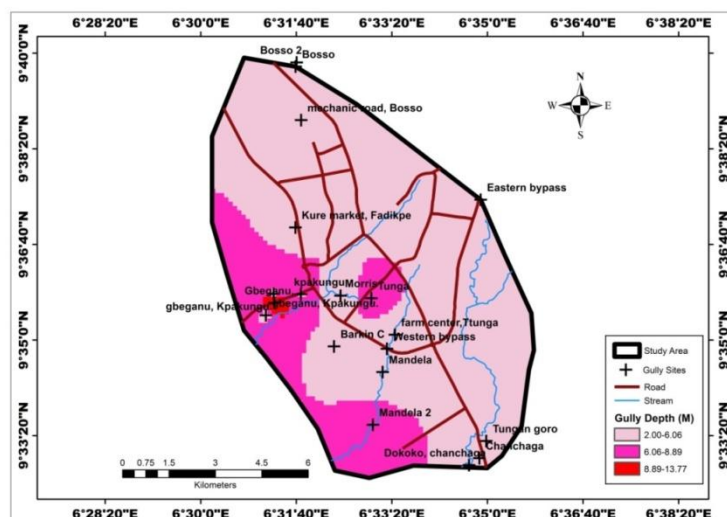 6°28'20"E 6°30'0"E 6°31'40"E 6°33'20"E 6°35'0"E 6°36'40"E 6°38'20"E
9°40'0"N 9°40'0"N
Bosso 2 Bosso
N
W E
S
mechanic road, Bosso
9°38'20"N 9°38'20"N
Eastern bypass
Kure market, Fadikpe
9°36'40"N 9°36'40"N
kpakungu Morris Tunga
Gbeganu,
gbeganu, Kpakungu
farm center,Ttunga
Western bypass
Barkin C
9°35'0"N 9°35'0"N
Mandela
Study Area
Gully Sites
Road
Stream
Gully Depth (M)
2.00-6.06
6.06-8.89
8.89-13.77
Mandela 2
Tungun goro
9°33'20"N 9°33'20"N
Chanchaga
Dokoko, chanchaga
0 0.75 1.5 3 4.5 6
Kilometers
6°28'20"E 6°30'0"E 6°31'40"E 6°33'20"E 6°35'0"E 6°36'40"E 6°38'20"E